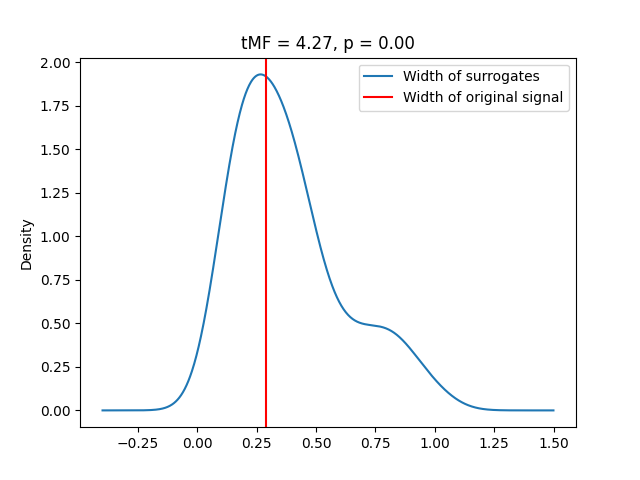 tMF = 4.27, p = 0.00
Width of surrogates
Width of original signal
Density
2.00
1.75
1.50
1.25
1.00
0.75
0.50
0.25
0.00
−0.25 0.00 0.25 0.50 0.75 1.00 1.25 1.50